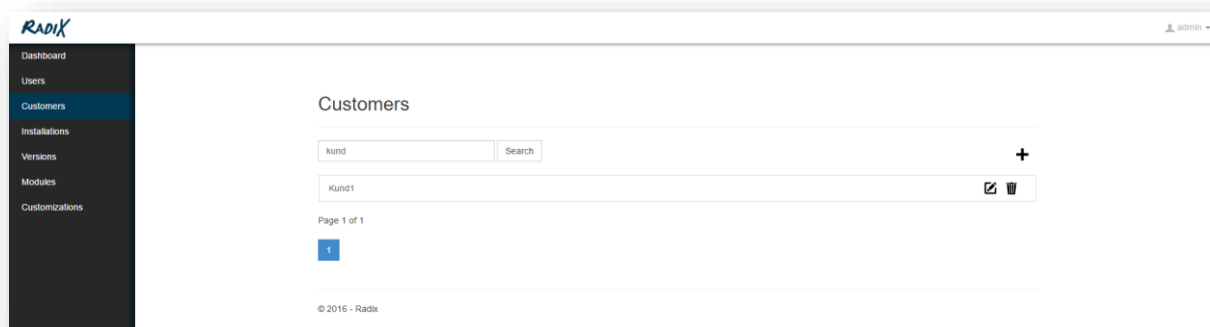 RADIX
admin
Dashboard
Users
Customers
Installations
Versions
Modules
Customizations
Customers
kund
Search
Kund1
Page 1 of 1
1
© 2016 - Radix